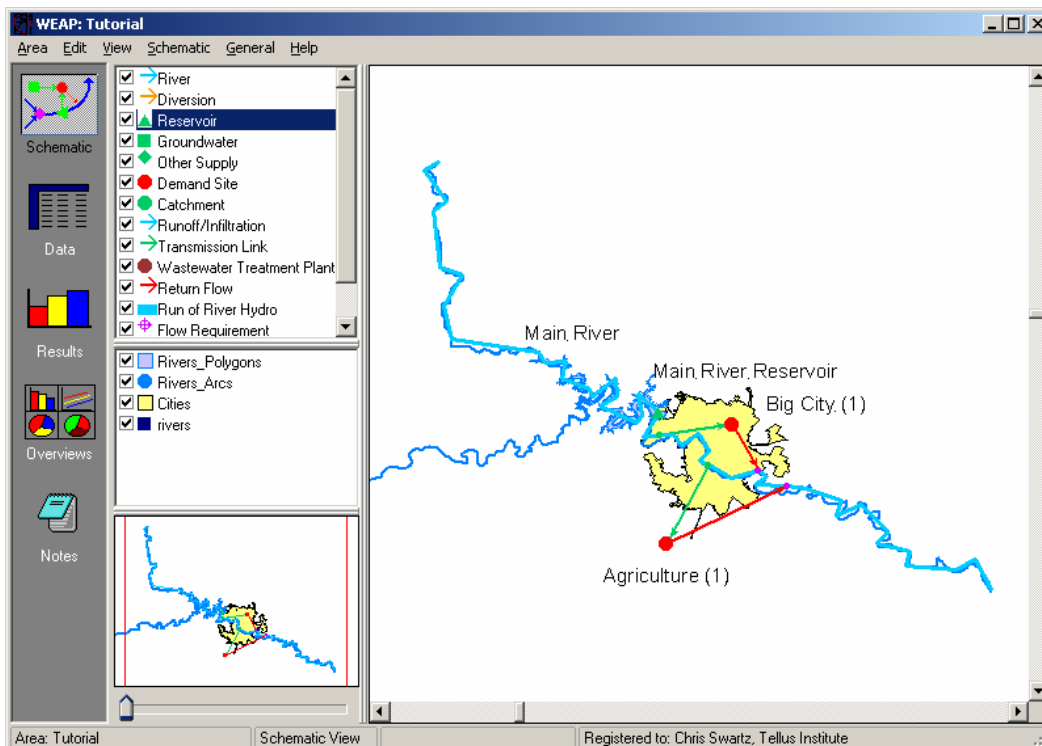 WEAP: Tutorial
Area Edit View Schematic General Help
Schematic
Data
Results
Overviews
Notes
River
Diversion
Reservoir
Groundwater
Other Supply
Demand Site
Catchment
Runoff/Infiltration
Transmission Link
Wastewater Treatment Plant
Return Flow
Run of River Hydro
Flow Requirement
Rivers_Polygons
Rivers_Arcs
Cities
rivers
Main River
Main River Reservoir
Big City (1)
Agriculture (1)
Area: Tutorial Schematic View Registered to: Chris Swartz, Tellus Institute